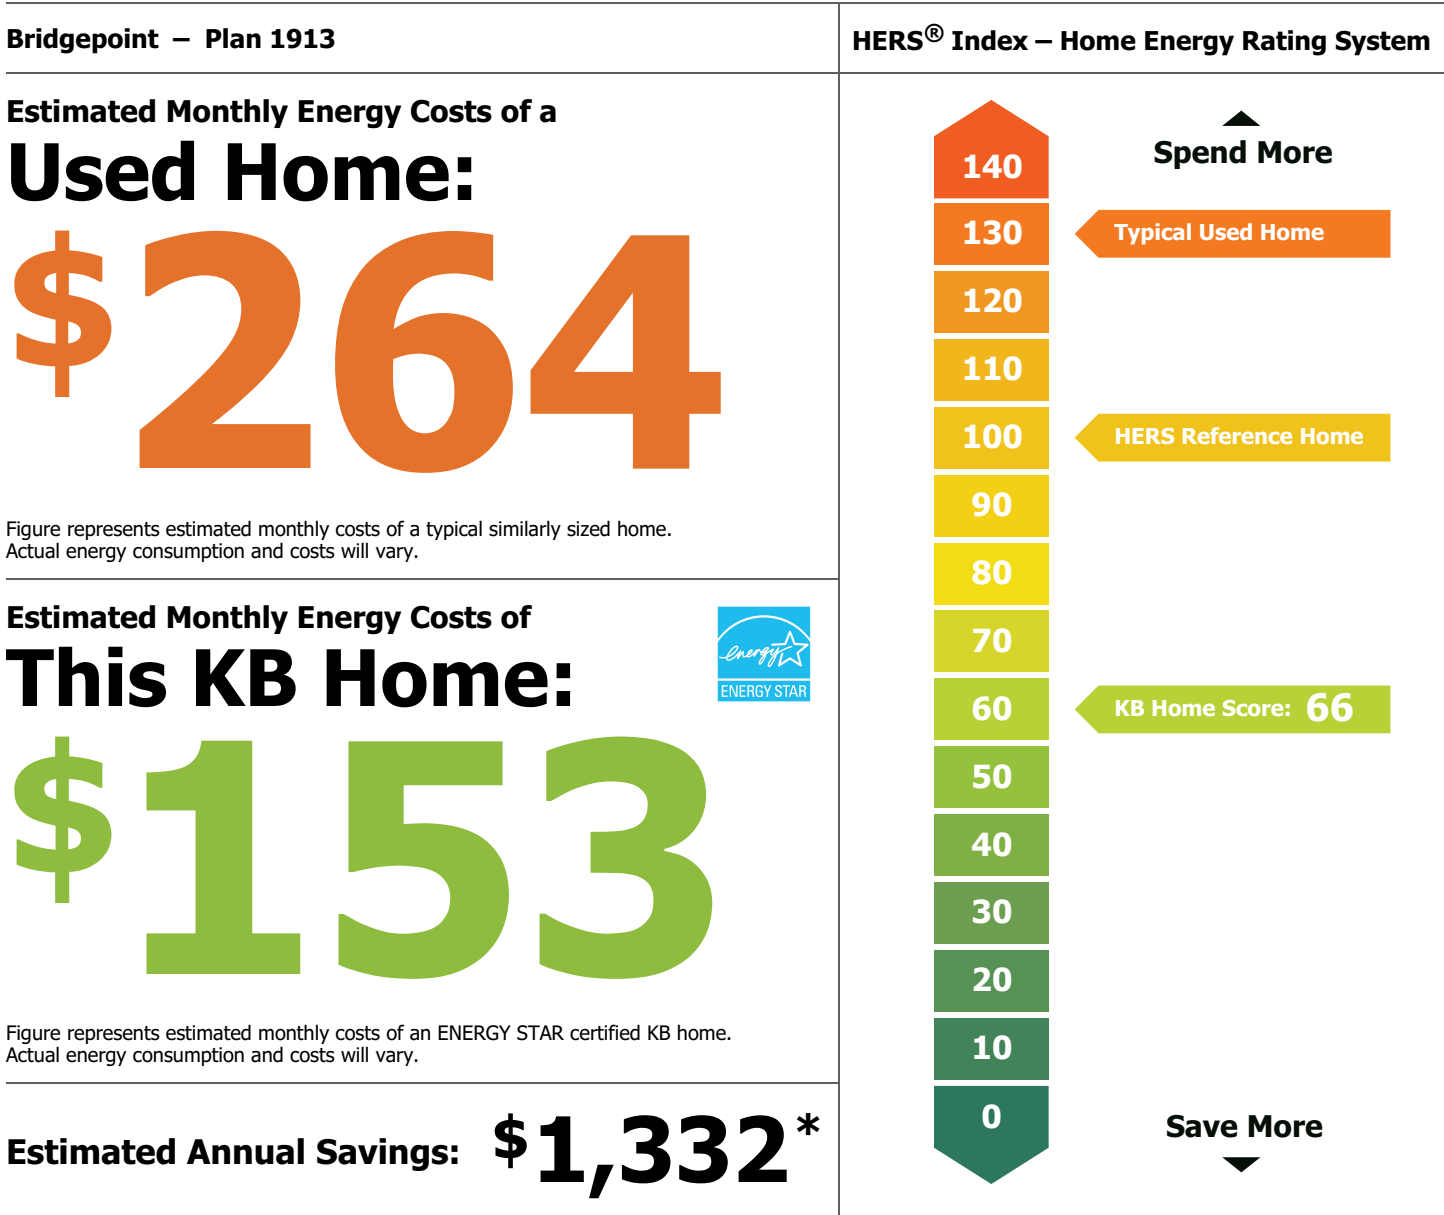 Bridgepoint – Plan 1913
Estimated Monthly Energy Costs of a
Used Home:
$264
Figure represents estimated monthly costs of a typical similarly sized home.
Actual energy consumption and costs will vary.
Estimated Monthly Energy Costs of
This KB Home:
energy
ENERGY STAR
$153
Figure represents estimated monthly costs of an ENERGY STAR certified KB home.
Actual energy consumption and costs will vary.
Estimated Annual Savings: $1,332*
HERS® Index – Home Energy Rating System
Spend More
140
130 Typical Used Home
120
110
100 HERS Reference Home
90
80
70
60 KB Home Score: 66
50
40
30
20
10
0
Save More